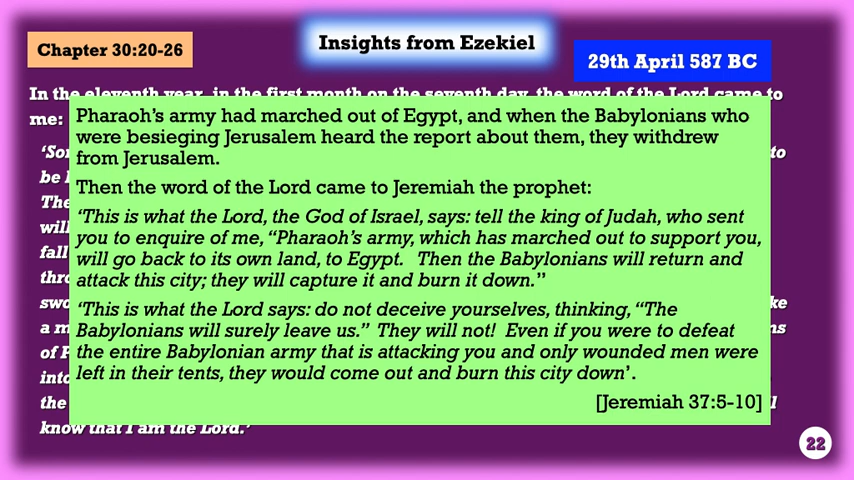 Chapter 30:20-26
Insights from Ezekiel
29th April 587 BC
In the eleventh year, in the first month on the seventh day, the word of the Lord came to
me:
Pharaoh’s army had marched out of Egypt, and when the Babylonians who
were besieging Jerusalem heard the report about them, they withdrew
from Jerusalem.
Then the word of the Lord came to Jeremiah the prophet:
‘This is what the Lord, the God of Israel, says: tell the king of Judah, who sent
you to enquire of me, “Pharaoh’s army, which has marched out to support you,
will go back to its own land, to Egypt. Then the Babylonians will return and
attack this city; they will capture it and burn it down.”
‘This is what the Lord says: do not deceive yourselves, thinking, “The
Babylonians will surely leave us.” They will not! Even if you were to defeat
the entire Babylonian army that is attacking you and only wounded men were
left in their tents, they would come out and burn this city down’.
[Jeremiah 37:5-10]
know that I am the Lord.’
22